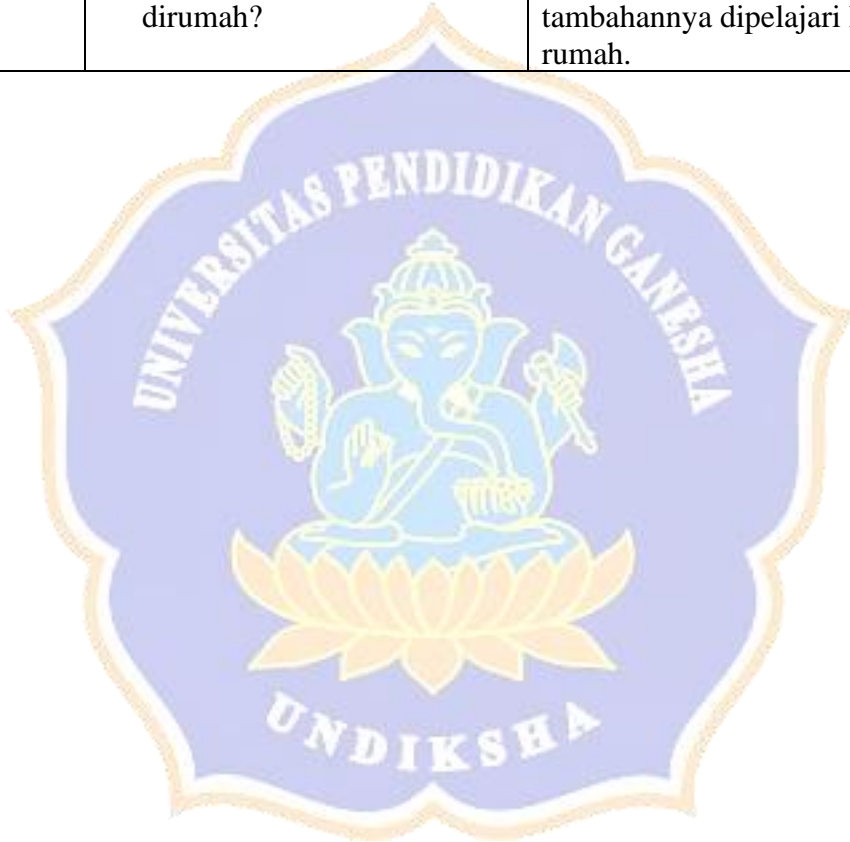 dirumah?
tambahannya dipelajari
rumah.
UNIVERSITAS PENDIDIKAN GANESHA
UNDIKSHA